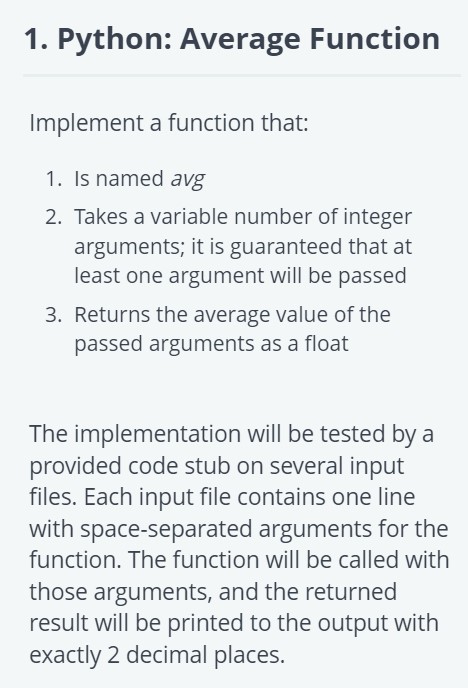 1. Python: Average Function
Implement a function that:
1. Is named avg
2. Takes a variable number of integer
arguments; it is guaranteed that at
least one argument will be passed
3. Returns the average value of the
passed arguments as a float
The implementation will be tested by a
provided code stub on several input
files. Each input file contains one line
with space-separated arguments for the
function. The function will be called with
those arguments, and the returned
result will be printed to the output with
exactly 2 decimal places.